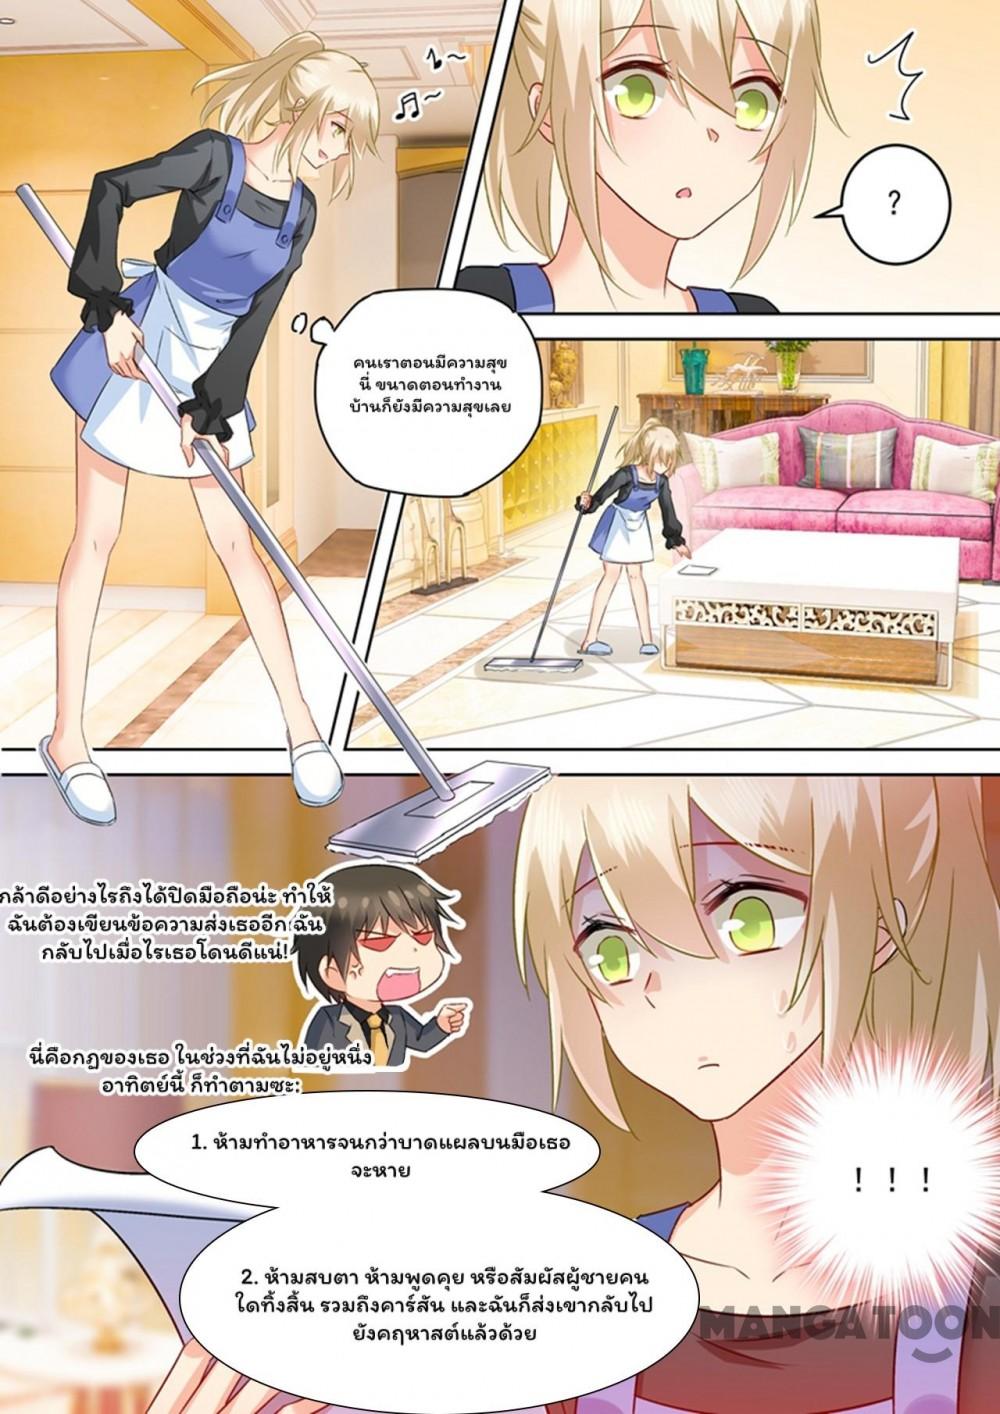 ?
คนเราตอนมีความสุข
นี่ ขนาดตอนทำงาน
บ้านก็ยังมีความสุขเลย
กล้าดีอย่างไรถึงได้ปิดมือถือน่ะ ทำให้
ฉันต้องเขียนข้อความส่งเธออีก ฉัน
กลับไปเมื่อไรเธอโดนดีแน่!
นี่คือกฎของเธอ ในช่วงที่ฉันไม่อยู่หนึ่ง
อาทิตย์นี้ ก็ทำตามซะ:
1. ห้ามทำอาหารจนกว่าบาดแผลบนมือเธอ
จะหาย
! ! !
2. ห้ามสบตา ห้ามพูดคุย หรือสัมผัสผู้ชายคน
ใดทั้งสิ้น รวมถึงคาร์สัน และฉันก็ส่งเขากลับไป
ยังคฤหาสต์แล้วด้วย
MANGATOON